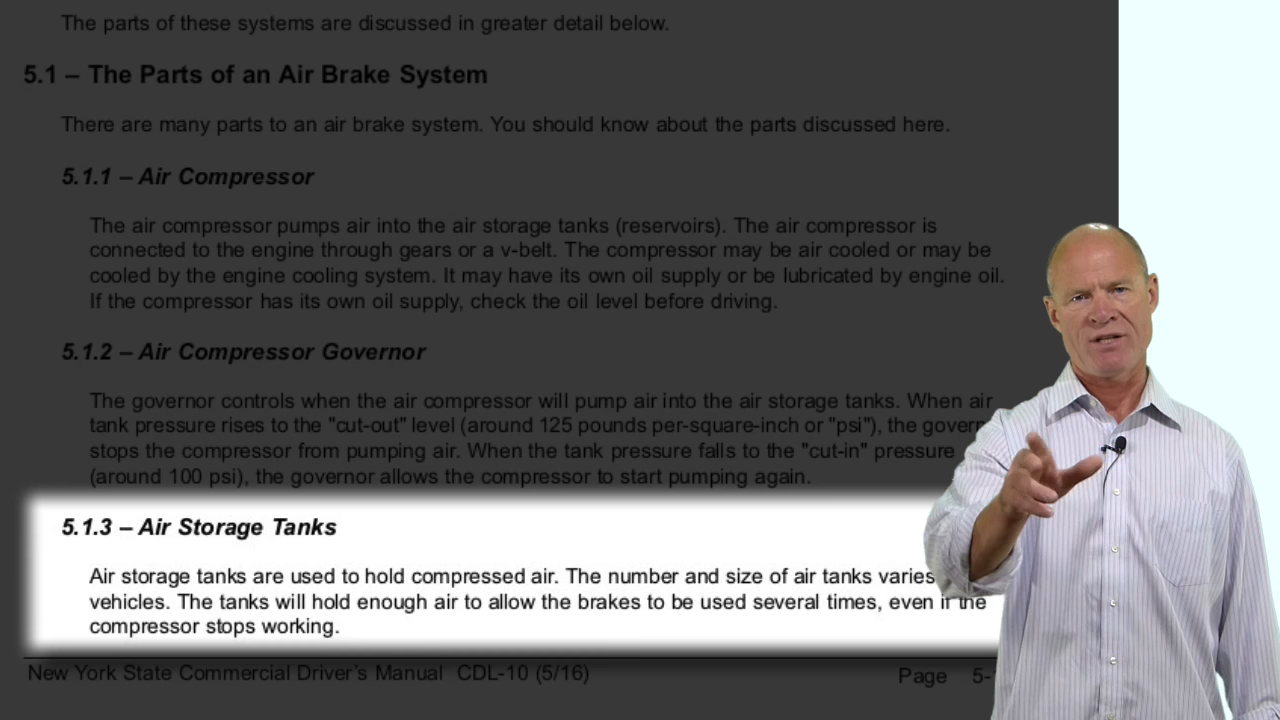 The parts of these systems are discussed in greater detail below.
5.1 – The Parts of an Air Brake System
There are many parts to an air brake system. You should know about the parts discussed here.
5.1.1 – Air Compressor
The air compressor pumps air into the air storage tanks (reservoirs). The air compressor is
connected to the engine through gears or a v-belt. The compressor may be air cooled or may be
cooled by the engine cooling system. It may have its own oil supply or be lubricated by engine oil.
If the compressor has its own oil supply, check the oil level before driving.
5.1.2 – Air Compressor Governor
The governor controls when the air compressor will pump air into the air storage tanks. When air
tank pressure rises to the "cut-out" level (around 125 pounds per-square-inch or "psi"), the
stops the compressor from pumping air. When the tank pressure falls to the "cut-in" pressure
(around 100 psi), the governor allows the compressor to start pumping again.
5.1.3 – Air Storage Tanks
Air storage tanks are used to hold compressed air. The number and size of air tanks varies
vehicles. The tanks will hold enough air to allow the brakes to be used several times, even if the
compressor stops working.
New York State Commercial Driver's Manual CDL-10 (5/16)
Page 5-